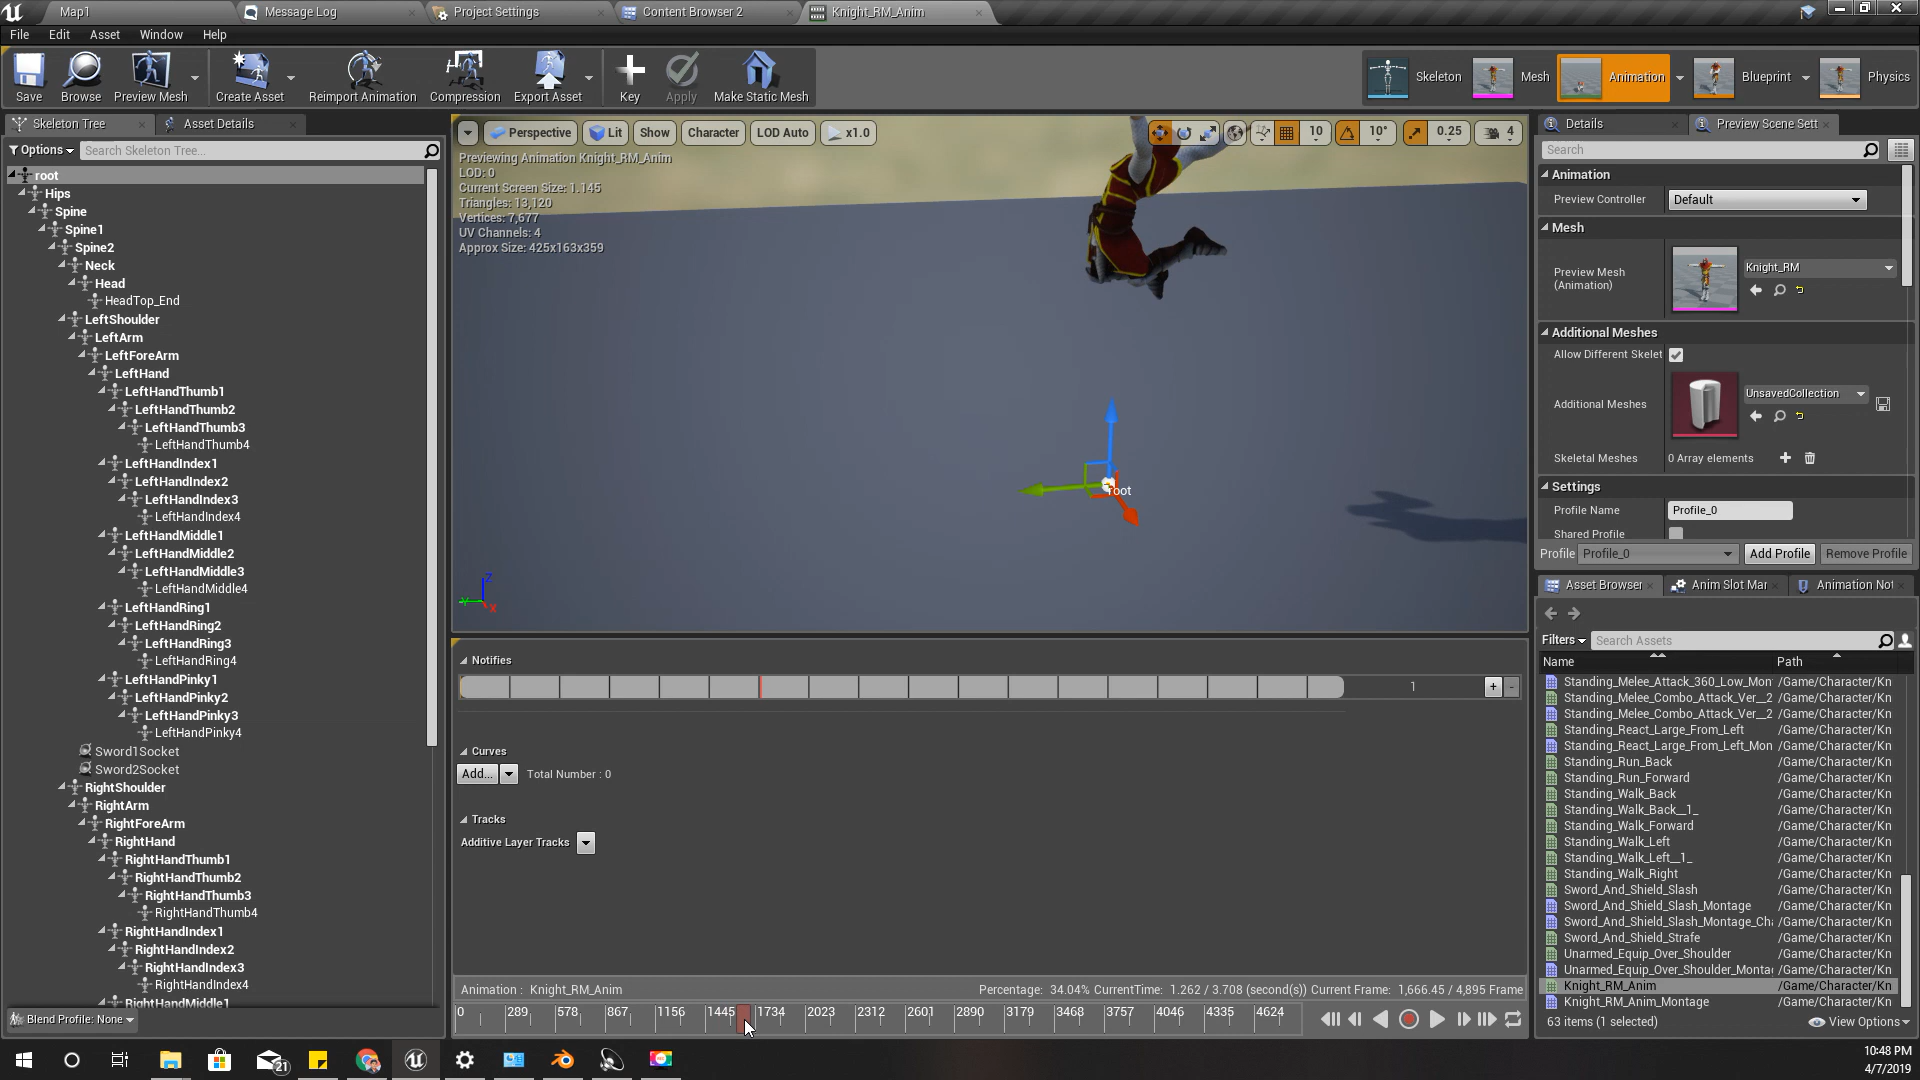 Map1
Message Log
Project Settings
Content Browser 2
Knight_RM_Anim
File Edit Asset Window Help
Save
Browse
Preview Mesh
Create Asset
Reimport Animation
Compression
Export Asset
Key
Apply
Make Static Mesh
Skeleton
Mesh
Animation
Blueprint
Physics
Skeleton Tree
Asset Details
Options
Search Skeleton Tree...
root
Hips
Spine
Spine1
Spine2
Neck
Head
HeadTop_End
LeftShoulder
LeftArm
LeftForeArm
LeftHand
LeftHandThumb1
LeftHandThumb2
LeftHandThumb3
LeftHandThumb4
LeftHandIndex1
LeftHandIndex2
LeftHandIndex3
LeftHandIndex4
LeftHandMiddle1
LeftHandMiddle2
LeftHandMiddle3
LeftHandMiddle4
LeftHandRing1
LeftHandRing2
LeftHandRing3
LeftHandRing4
LeftHandPinky1
LeftHandPinky2
LeftHandPinky3
LeftHandPinky4
Sword1Socket
Sword2Socket
RightShoulder
RightArm
RightForeArm
RightHand
RightHandThumb1
RightHandThumb2
RightHandThumb3
RightHandThumb4
RightHandIndex1
RightHandIndex2
RightHandIndex3
RightHandIndex4
RightHandMiddle1
Blend Profile: None
Perspective Lit Show Character LOD Auto x1.0 10 10° 0.25 4
Previewing Animation Knight_RM_Anim
LOD: 0
Current Screen Size: 1.145
Triangles: 13,120
Vertices: 7,677
UV Channels: 4
Approx Size: 425x163x359
root
Z
Y
X
Notifies
1
+ -
Curves
Add... Total Number : 0
Tracks
Additive Layer Tracks
Animation : Knight_RM_Anim Percentage: 34.04% CurrentTime: 1.262 / 3.708 (second(s)) Current Frame: 1,666.45 / 4,895 Frame
0 289 578 867 1156 1445 1734 2023 2312 2601 2890 3179 3468 3757 4046 4335 4624
Details
Preview Scene Sett
Search
Animation
Preview Controller Default
Mesh
Preview Mesh
(Animation)
Knight_RM
Additional Meshes
Allow Different Skelet
Additional Meshes
UnsavedCollection
Skeletal Meshes 0 Array elements
Settings
Profile Name Profile_0
Shared Profile
Profile Profile_0 Add Profile Remove Profile
Asset Browser
Anim Slot Mar
Animation Not
Filters Search Assets
Name Path
Standing_Melee_Attack_360_Low_Mon /Game/Character/Kn
Standing_Melee_Combo_Attack_Ver__2 /Game/Character/Kn
Standing_Melee_Combo_Attack_Ver__2 /Game/Character/Kn
Standing_React_Large_From_Left /Game/Character/Kn
Standing_React_Large_From_Left_Mon /Game/Character/Kn
Standing_Run_Back /Game/Character/Kn
Standing_Run_Forward /Game/Character/Kn
Standing_Walk_Back /Game/Character/Kn
Standing_Walk_Back__1_ /Game/Character/Kn
Standing_Walk_Forward /Game/Character/Kn
Standing_Walk_Left /Game/Character/Kn
Standing_Walk_Left__1_ /Game/Character/Kn
Standing_Walk_Right /Game/Character/Kn
Sword_And_Shield_Slash /Game/Character/Kn
Sword_And_Shield_Slash_Montage /Game/Character/Kn
Sword_And_Shield_Slash_Montage_Cha /Game/Character/Kn
Sword_And_Shield_Strafe /Game/Character/Kn
Unarmed_Equip_Over_Shoulder /Game/Character/Kn
Unarmed_Equip_Over_Shoulder_Monta /Game/Character/Kn
Knight_RM_Anim /Game/Character/Kn
Knight_RM_Anim_Montage /Game/Character/Kn
63 items (1 selected) View Options
21
10:48 PM
4/7/2019